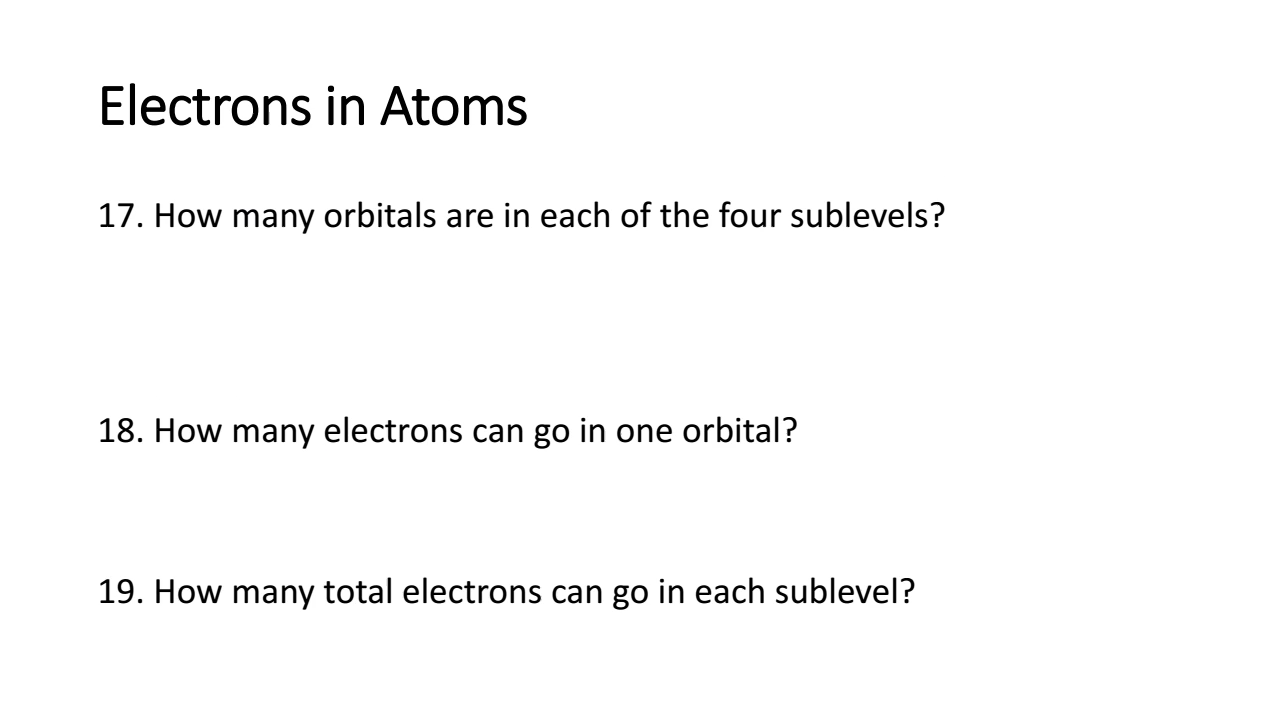 Electrons in Atoms
17. How many orbitals are in each of the four sublevels?
18. How many electrons can go in one orbital?
19. How many total electrons can go in each sublevel?